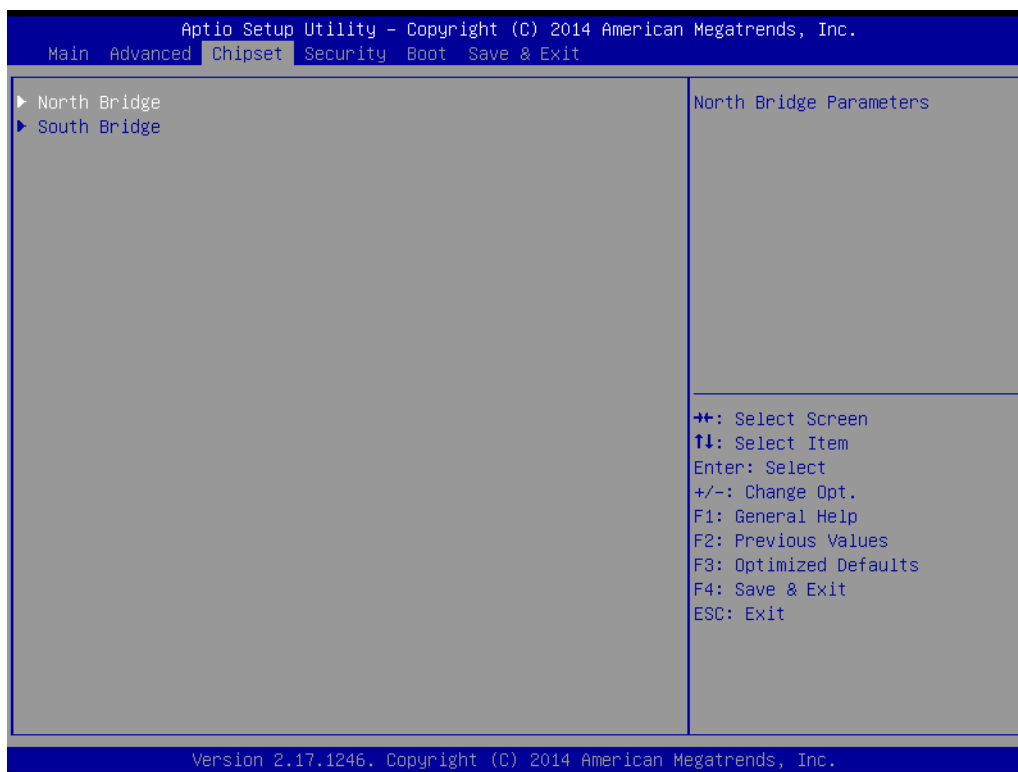 Aptio Setup Utility – Copyright (C) 2014 American Megatrends, Inc.
Main Advanced Chipset Security Boot Save & Exit
▶ North Bridge
▶ South Bridge
North Bridge Parameters
→←: Select Screen
↑↓: Select Item
Enter: Select
+/-: Change Opt.
F1: General Help
F2: Previous Values
F3: Optimized Defaults
F4: Save & Exit
ESC: Exit
Version 2.17.1246. Copyright (C) 2014 American Megatrends, Inc.